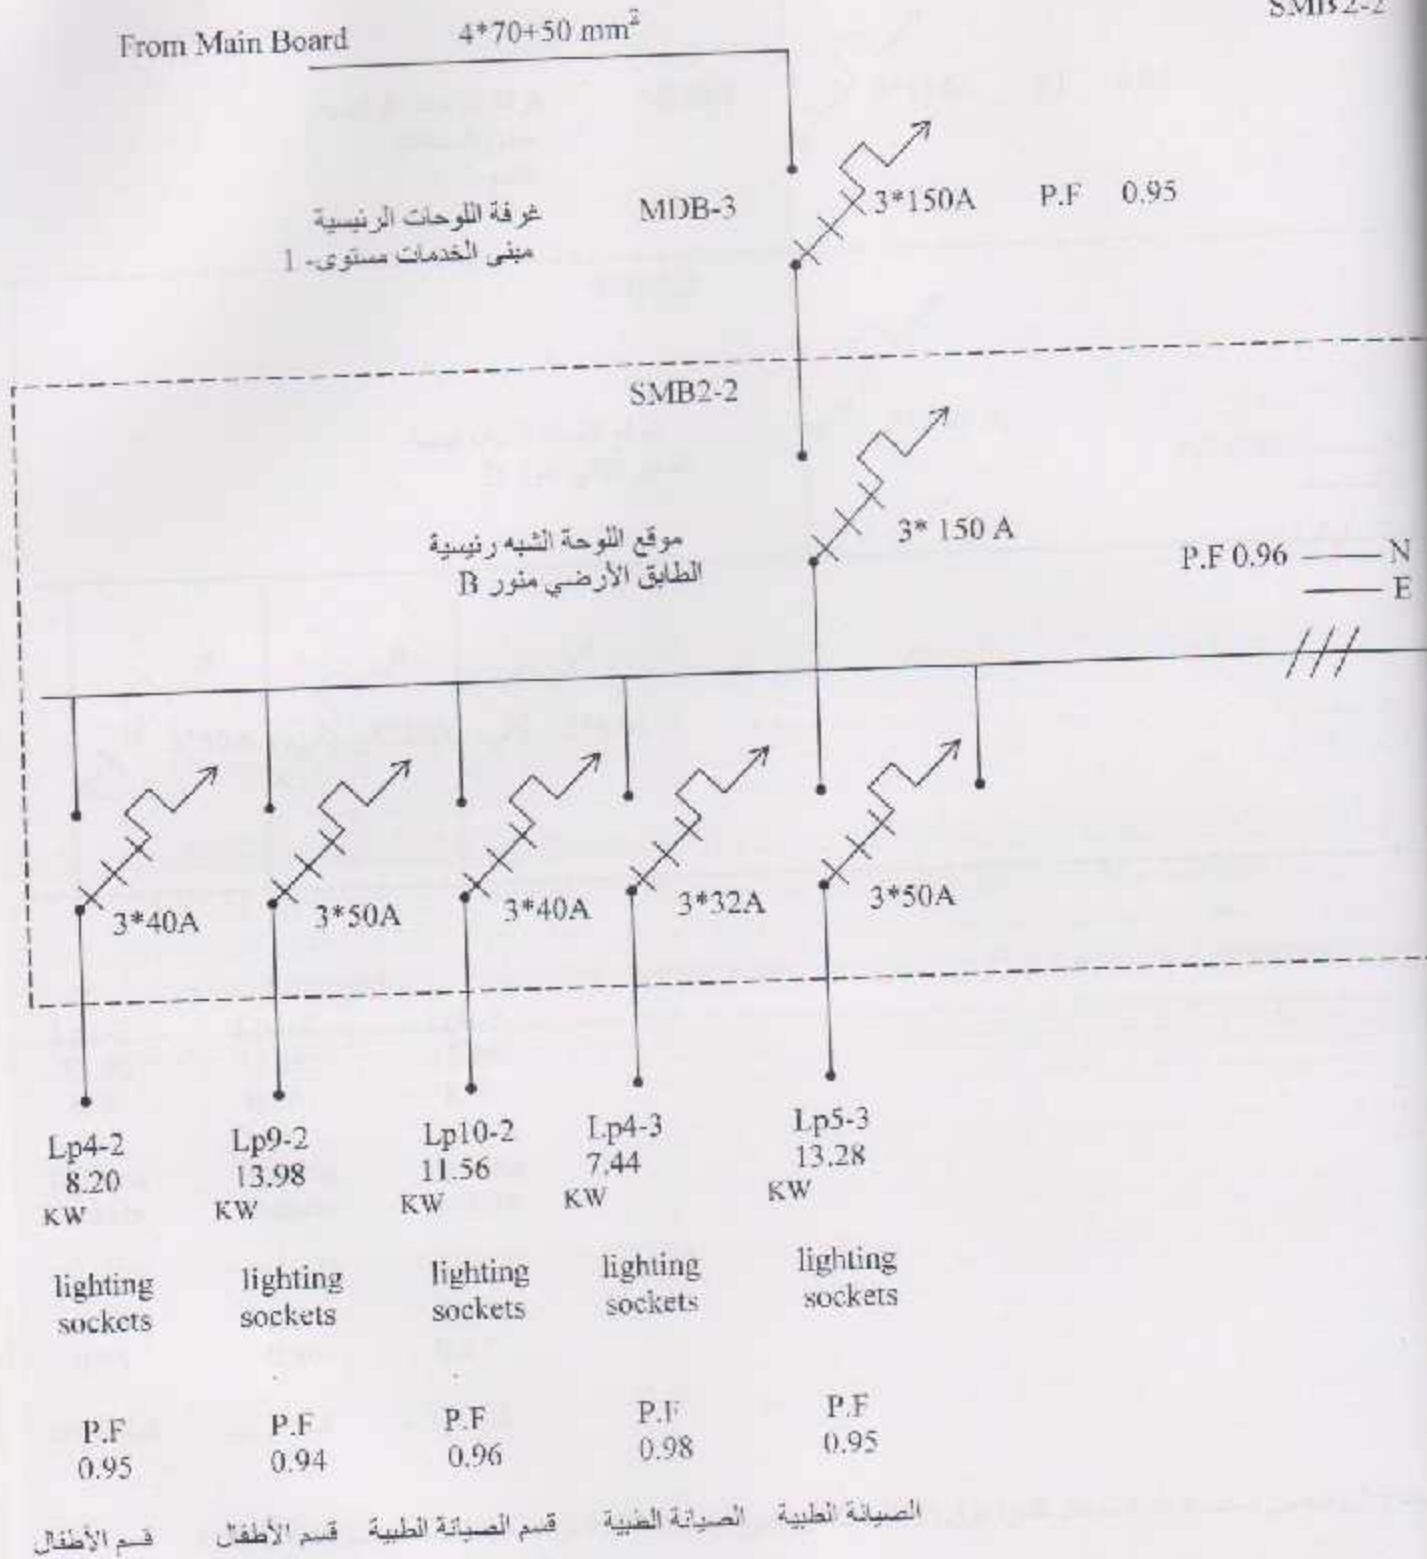 SMB2-2
From Main Board 4*70+50 mm²
غرفة اللوحات الرئيسية MDB-3 3*150A P.F 0.95
مبنى الخدمات مستوى- 1
SMB2-2
موقع اللوحة الشبه رئيسية 3* 150 A
الطابق الأرضي منور B
P.F 0.96 N
E
3*40A 3*50A 3*40A 3*32A 3*50A
Lp4-2 Lp9-2 Lp10-2 Lp4-3 Lp5-3
8.20 13.98 11.56 7.44 13.28
KW KW KW KW KW
lighting lighting lighting lighting lighting
sockets sockets sockets sockets sockets
P.F P.F P.F P.F P.F
0.95 0.94 0.96 0.98 0.95
قسم الأطفال قسم الأطفال قسم الصيانة الطبية الصيانة الطبية الصيانة الطبية